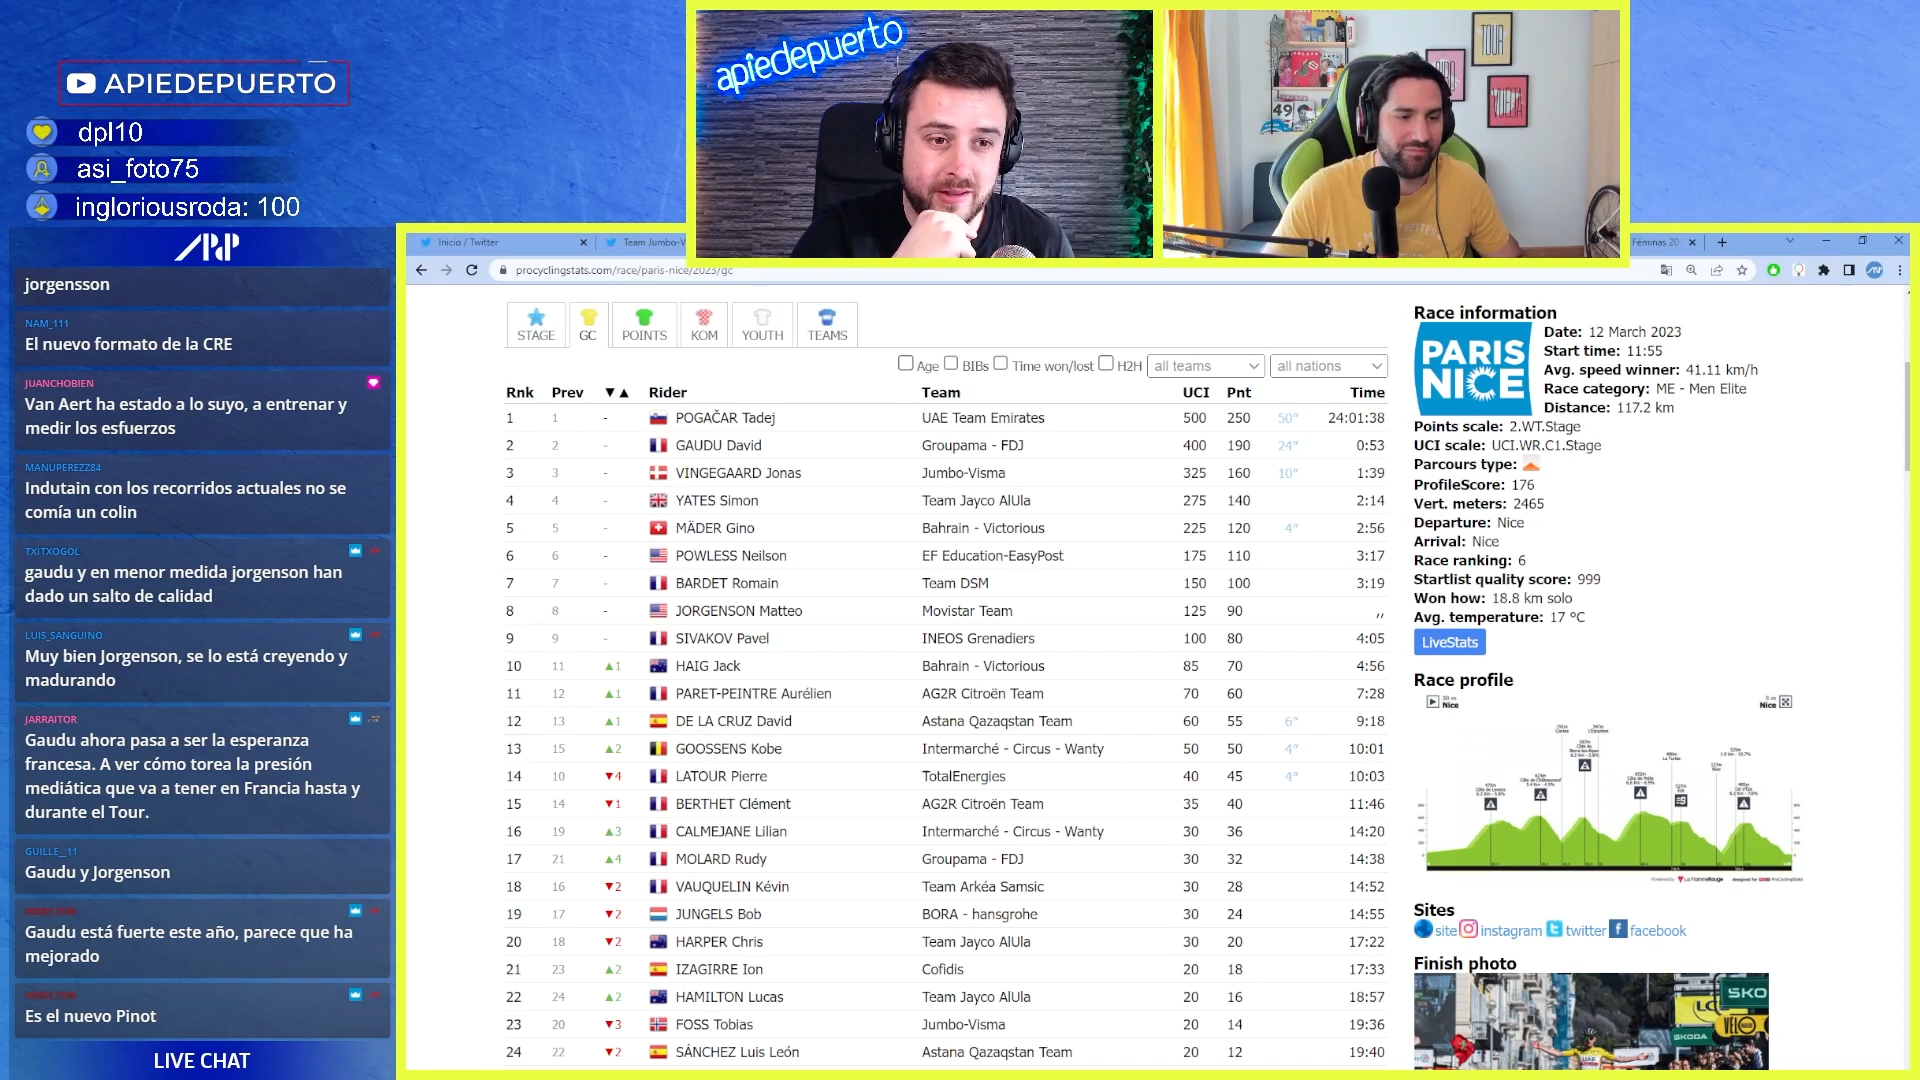 APIEDEPUERTO
dpl10
asi_foto75
ingloriousroda: 100
apiedepuerto
TOUR
GIRO
VUELTA
49
jorgensson
NAM_111
El nuevo formato de la CRE
JUANCHOBIEN
Van Aert ha estado a lo suyo, a entrenar y
medir los esfuerzos
MANUPEREZZ84
Indutain con los recorridos actuales no se
comía un colin
TXITXOGOL
gaudu y en menor medida jorgenson han
dado un salto de calidad
LUIS_SANGUINO
Muy bien Jorgenson, se lo está creyendo y
madurando
JARRAITOR
Gaudu ahora pasa a ser la esperanza
francesa. A ver cómo torea la presión
mediática que va a tener en Francia hasta y
durante el Tour.
GUILLE__11
Gaudu y Jorgenson
Gaudu está fuerte este año, parece que ha
mejorado
Es el nuevo Pinot
LIVE CHAT
Inicio / Twitter
Team Jumbo-V
Féminas 20
procyclingstats.com/race/paris-nice/2023/gc
STAGE GC POINTS KOM YOUTH TEAMS
Age BIBs Time won/lost H2H all teams all nations
Rnk Prev ▼▲ Rider Team UCI Pnt Time
1 1 - POGAČAR Tadej UAE Team Emirates 500 250 50″ 24:01:38
2 2 - GAUDU David Groupama - FDJ 400 190 24″ 0:53
3 3 - VINGEGAARD Jonas Jumbo-Visma 325 160 10″ 1:39
4 4 - YATES Simon Team Jayco AlUla 275 140 2:14
5 5 - MÄDER Gino Bahrain - Victorious 225 120 4″ 2:56
6 6 - POWLESS Neilson EF Education-EasyPost 175 110 3:17
7 7 - BARDET Romain Team DSM 150 100 3:19
8 8 - JORGENSON Matteo Movistar Team 125 90 ,,
9 9 - SIVAKOV Pavel INEOS Grenadiers 100 80 4:05
10 11 ▲1 HAIG Jack Bahrain - Victorious 85 70 4:56
11 12 ▲1 PARET-PEINTRE Aurélien AG2R Citroën Team 70 60 7:28
12 13 ▲1 DE LA CRUZ David Astana Qazaqstan Team 60 55 6″ 9:18
13 15 ▲2 GOOSSENS Kobe Intermarché - Circus - Wanty 50 50 4″ 10:01
14 10 ▼4 LATOUR Pierre TotalEnergies 40 45 4″ 10:03
15 14 ▼1 BERTHET Clément AG2R Citroën Team 35 40 11:46
16 19 ▲3 CALMEJANE Lilian Intermarché - Circus - Wanty 30 36 14:20
17 21 ▲4 MOLARD Rudy Groupama - FDJ 30 32 14:38
18 16 ▼2 VAUQUELIN Kévin Team Arkéa Samsic 30 28 14:52
19 17 ▼2 JUNGELS Bob BORA - hansgrohe 30 24 14:55
20 18 ▼2 HARPER Chris Team Jayco AlUla 30 20 17:22
21 23 ▲2 IZAGIRRE Ion Cofidis 20 18 17:33
22 24 ▲2 HAMILTON Lucas Team Jayco AlUla 20 16 18:57
23 20 ▼3 FOSS Tobias Jumbo-Visma 20 14 19:36
24 22 ▼2 SÁNCHEZ Luis León Astana Qazaqstan Team 20 12 19:40
Race information
PARIS
NICE
Date: 12 March 2023
Start time: 11:55
Avg. speed winner: 41.11 km/h
Race category: ME - Men Elite
Distance: 117.2 km
Points scale: 2.WT.Stage
UCI scale: UCI.WR.C1.Stage
Parcours type:
ProfileScore: 176
Vert. meters: 2465
Departure: Nice
Arrival: Nice
Race ranking: 6
Startlist quality score: 999
Won how: 18.8 km solo
Avg. temperature: 17 °C
LiveStats
Race profile
Nice
Nice
Sites
site instagram twitter facebook
Finish photo
SKO
SKODA